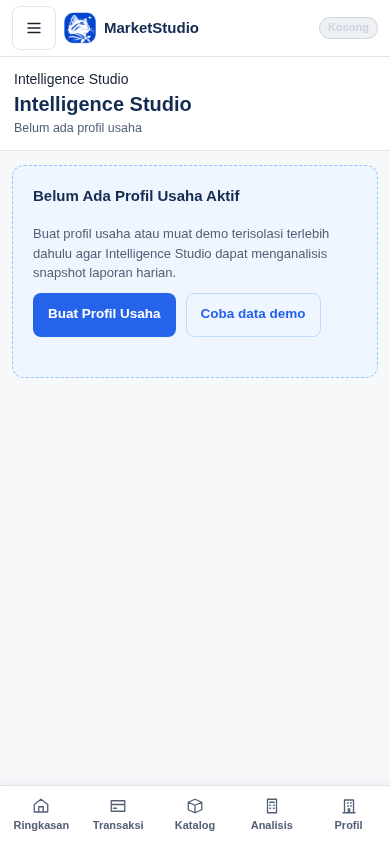 MarketStudio
Kosong
Intelligence Studio
Intelligence Studio
Belum ada profil usaha
Belum Ada Profil Usaha Aktif
Buat profil usaha atau muat demo terisolasi terlebih
dahulu agar Intelligence Studio dapat menganalisis
snapshot laporan harian.
Buat Profil Usaha
Coba data demo
Ringkasan
Transaksi
Katalog
Analisis
Profil